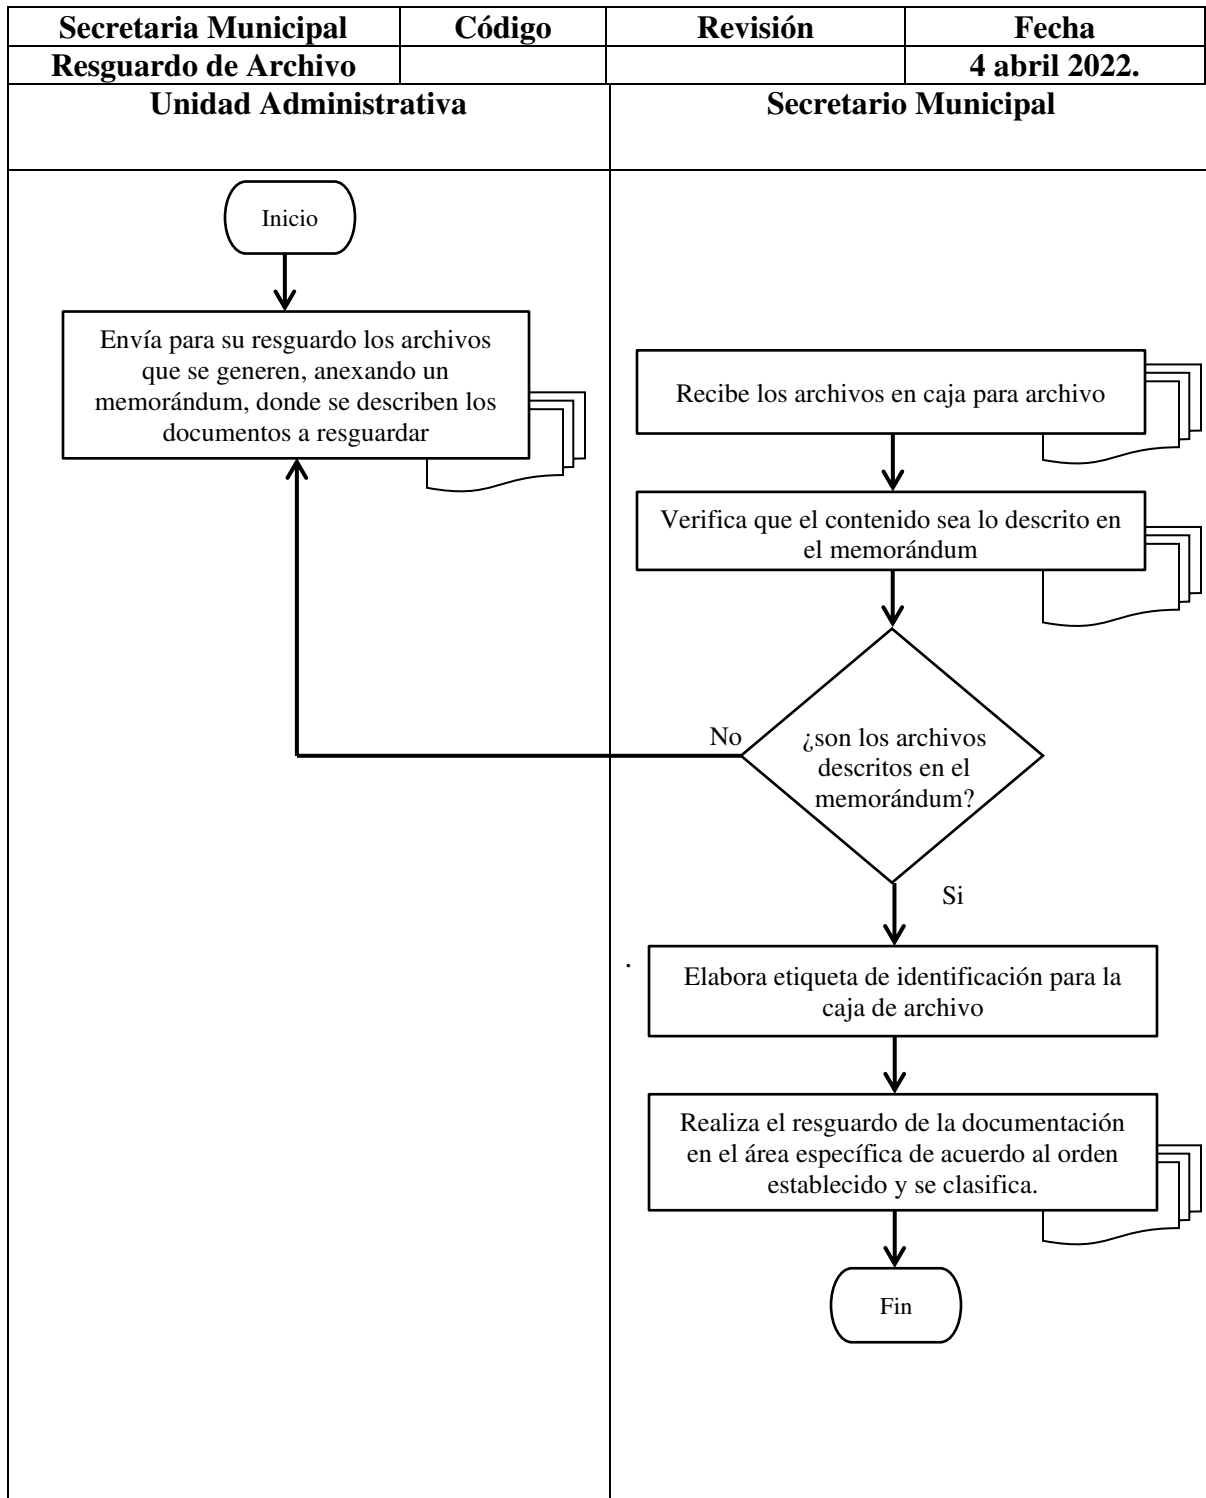 Secretaria Municipal Código Revisión Fecha
Resguardo de Archivo 4 abril 2022.
Unidad Administrativa Secretario Municipal
Inicio
Envía para su resguardo los archivos
que se generen, anexando un
memorándum, donde se describen los
documentos a resguardar
Recibe los archivos en caja para archivo
Verifica que el contenido sea lo descrito en
el memorándum
No
¿son los archivos
descritos en el
memorándum?
Si
.
Elabora etiqueta de identificación para la
caja de archivo
Realiza el resguardo de la documentación
en el área específica de acuerdo al orden
establecido y se clasifica.
Fin